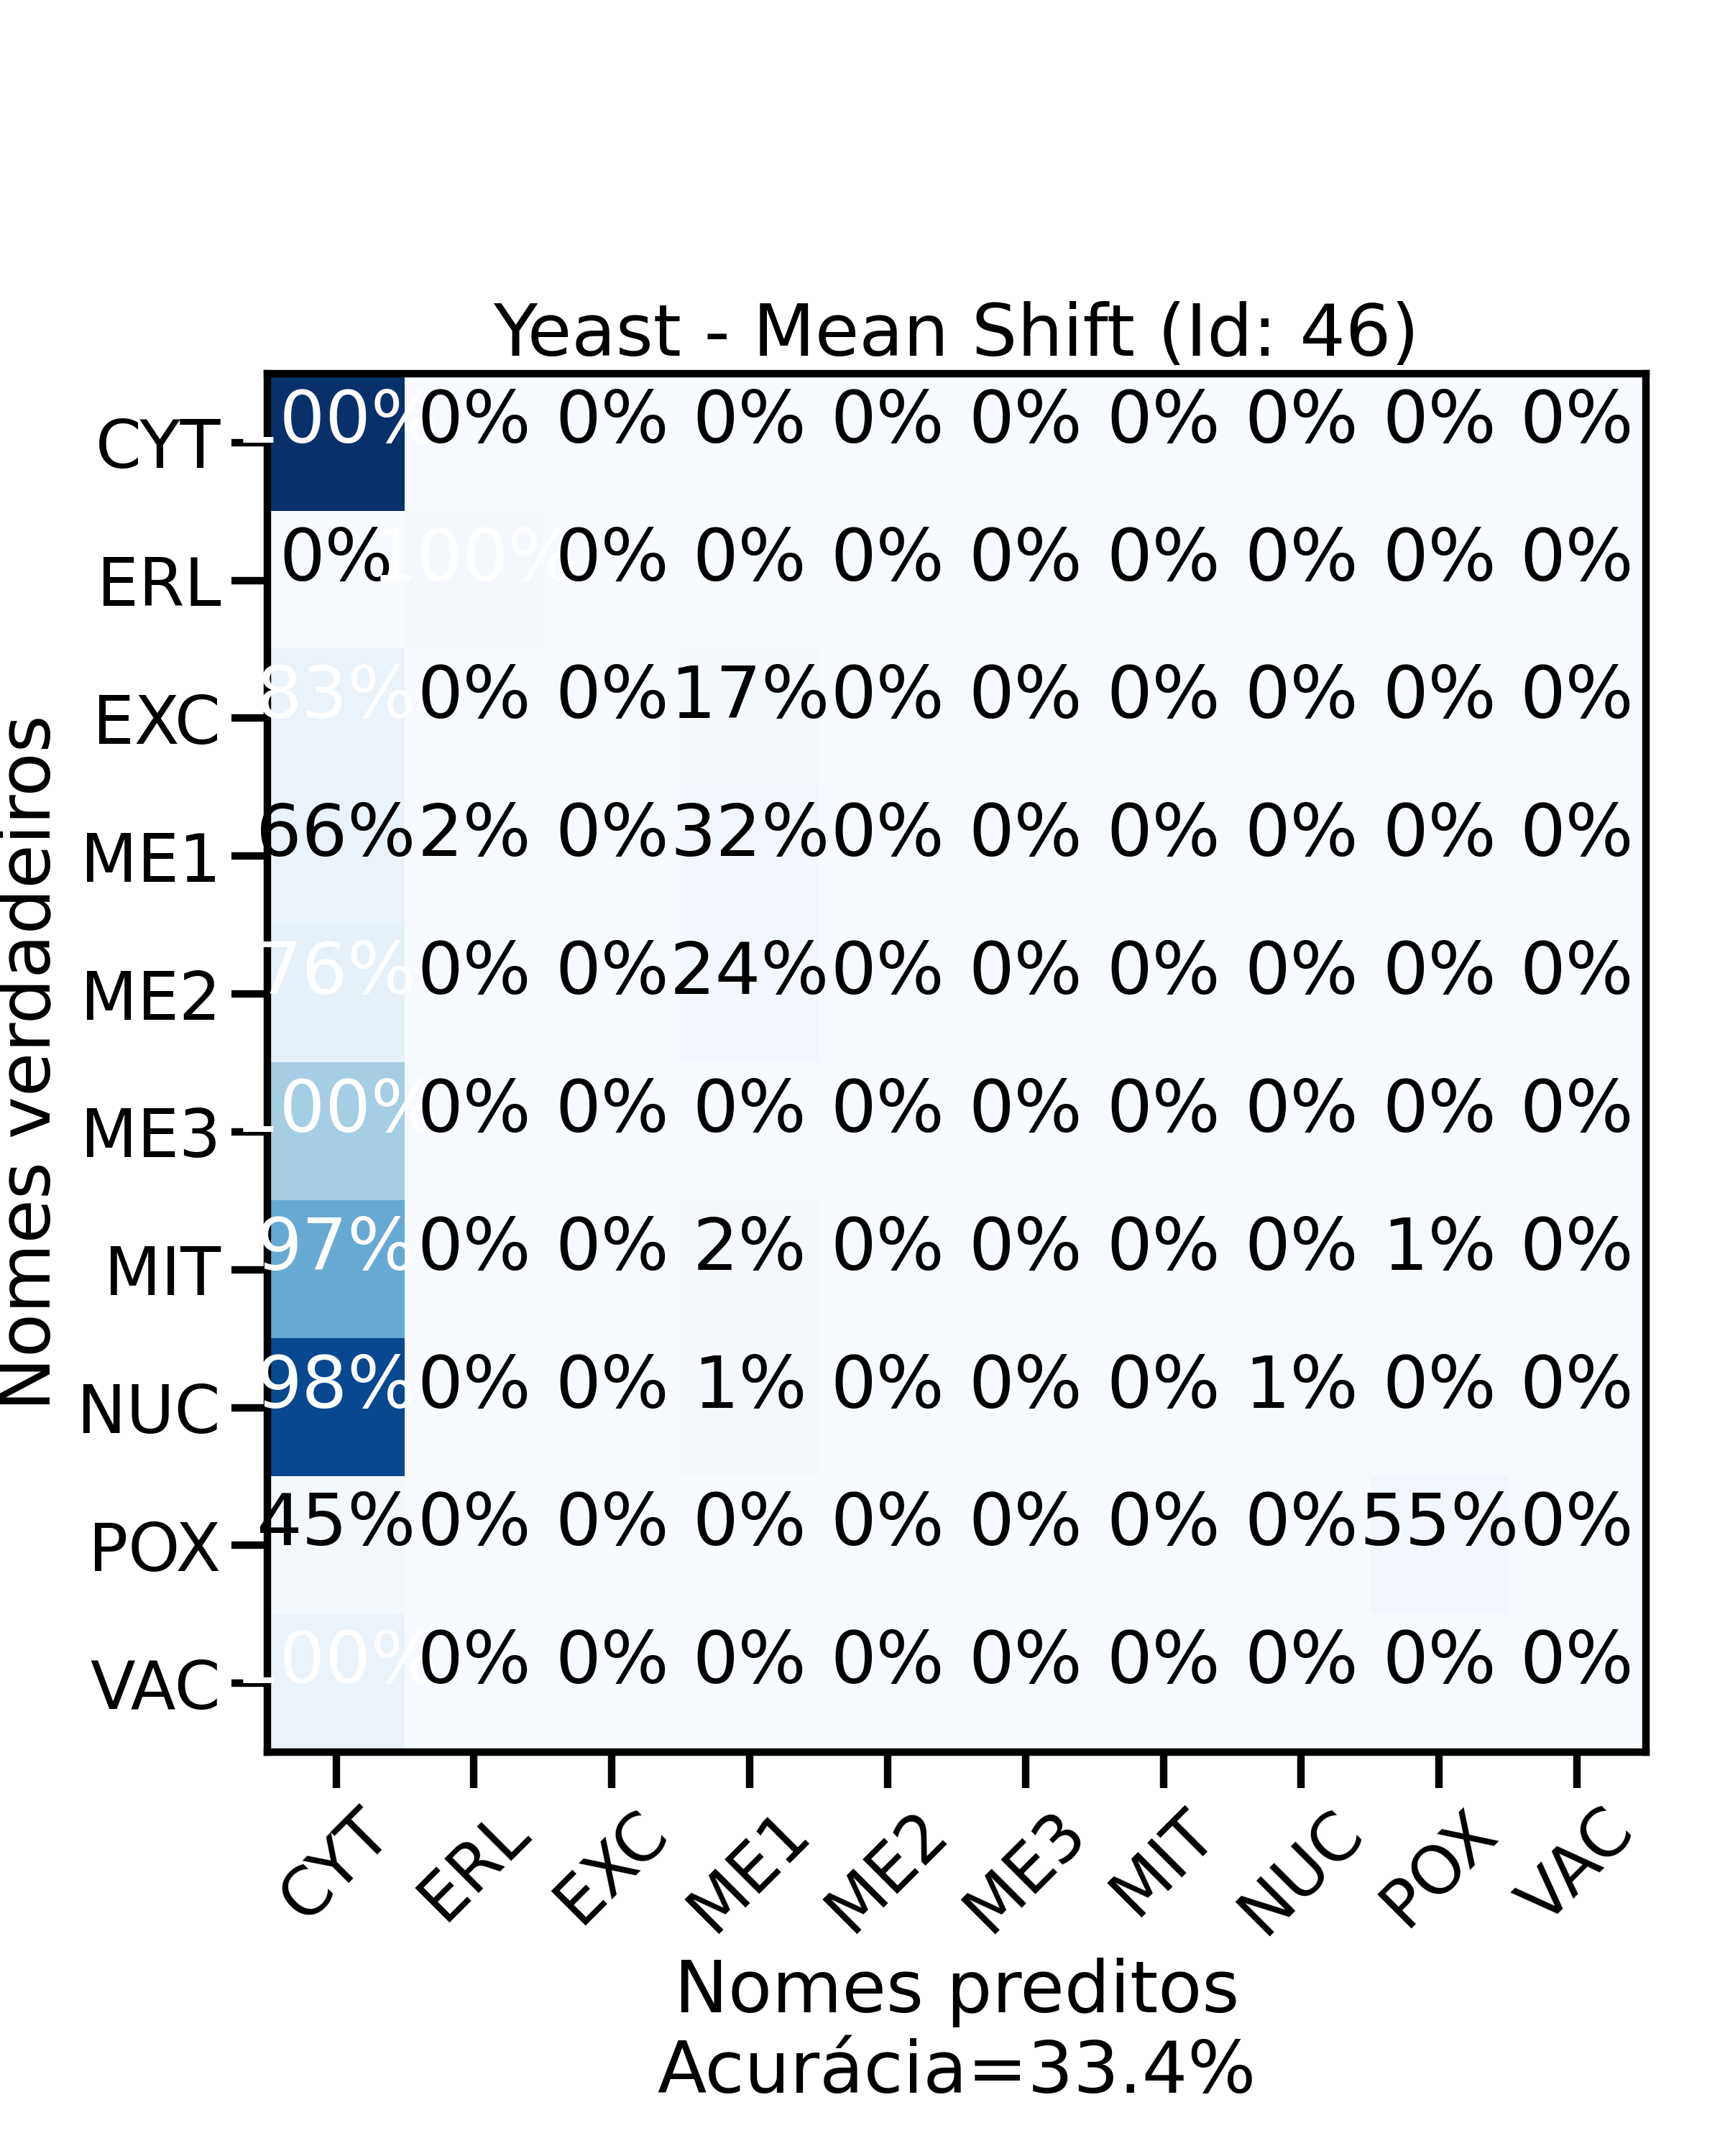 Yeast - Mean Shift (Id: 46)
Nomes verdadeiros
CYT 100% 0% 0% 0% 0% 0% 0% 0% 0% 0%
ERL 0% 100% 0% 0% 0% 0% 0% 0% 0% 0%
EXC 83% 0% 0% 17% 0% 0% 0% 0% 0% 0%
ME1 66% 2% 0% 32% 0% 0% 0% 0% 0% 0%
ME2 76% 0% 0% 24% 0% 0% 0% 0% 0% 0%
ME3 100% 0% 0% 0% 0% 0% 0% 0% 0% 0%
MIT 97% 0% 0% 2% 0% 0% 0% 0% 1% 0%
NUC 98% 0% 0% 1% 0% 0% 0% 1% 0% 0%
POX 45% 0% 0% 0% 0% 0% 0% 0% 55% 0%
VAC 100% 0% 0% 0% 0% 0% 0% 0% 0% 0%
CYT ERL EXC ME1 ME2 ME3 MIT NUC POX VAC
Nomes preditos
Acurácia=33.4%